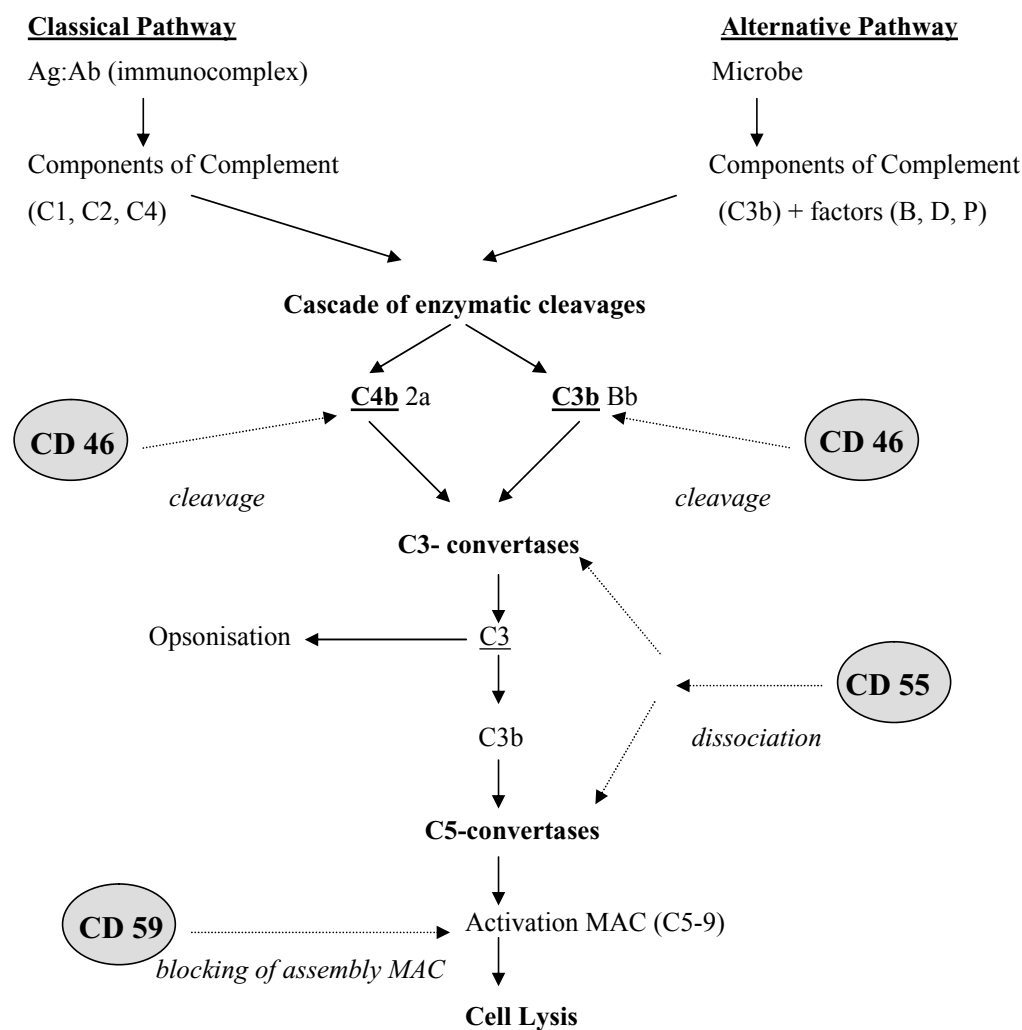 Classical Pathway
Alternative Pathway
Ag:Ab (immunocomplex)
Microbe
Components of Complement
(C1, C2, C4)
Components of Complement
(C3b) + factors (B, D, P)
Cascade of enzymatic cleavages
C4b 2a
C3b Bb
CD 46
CD 46
cleavage
cleavage
C3- convertases
Opsonisation
C3
CD 55
C3b
dissociation
C5-convertases
CD 59
Activation MAC (C5-9)
blocking of assembly MAC
Cell Lysis